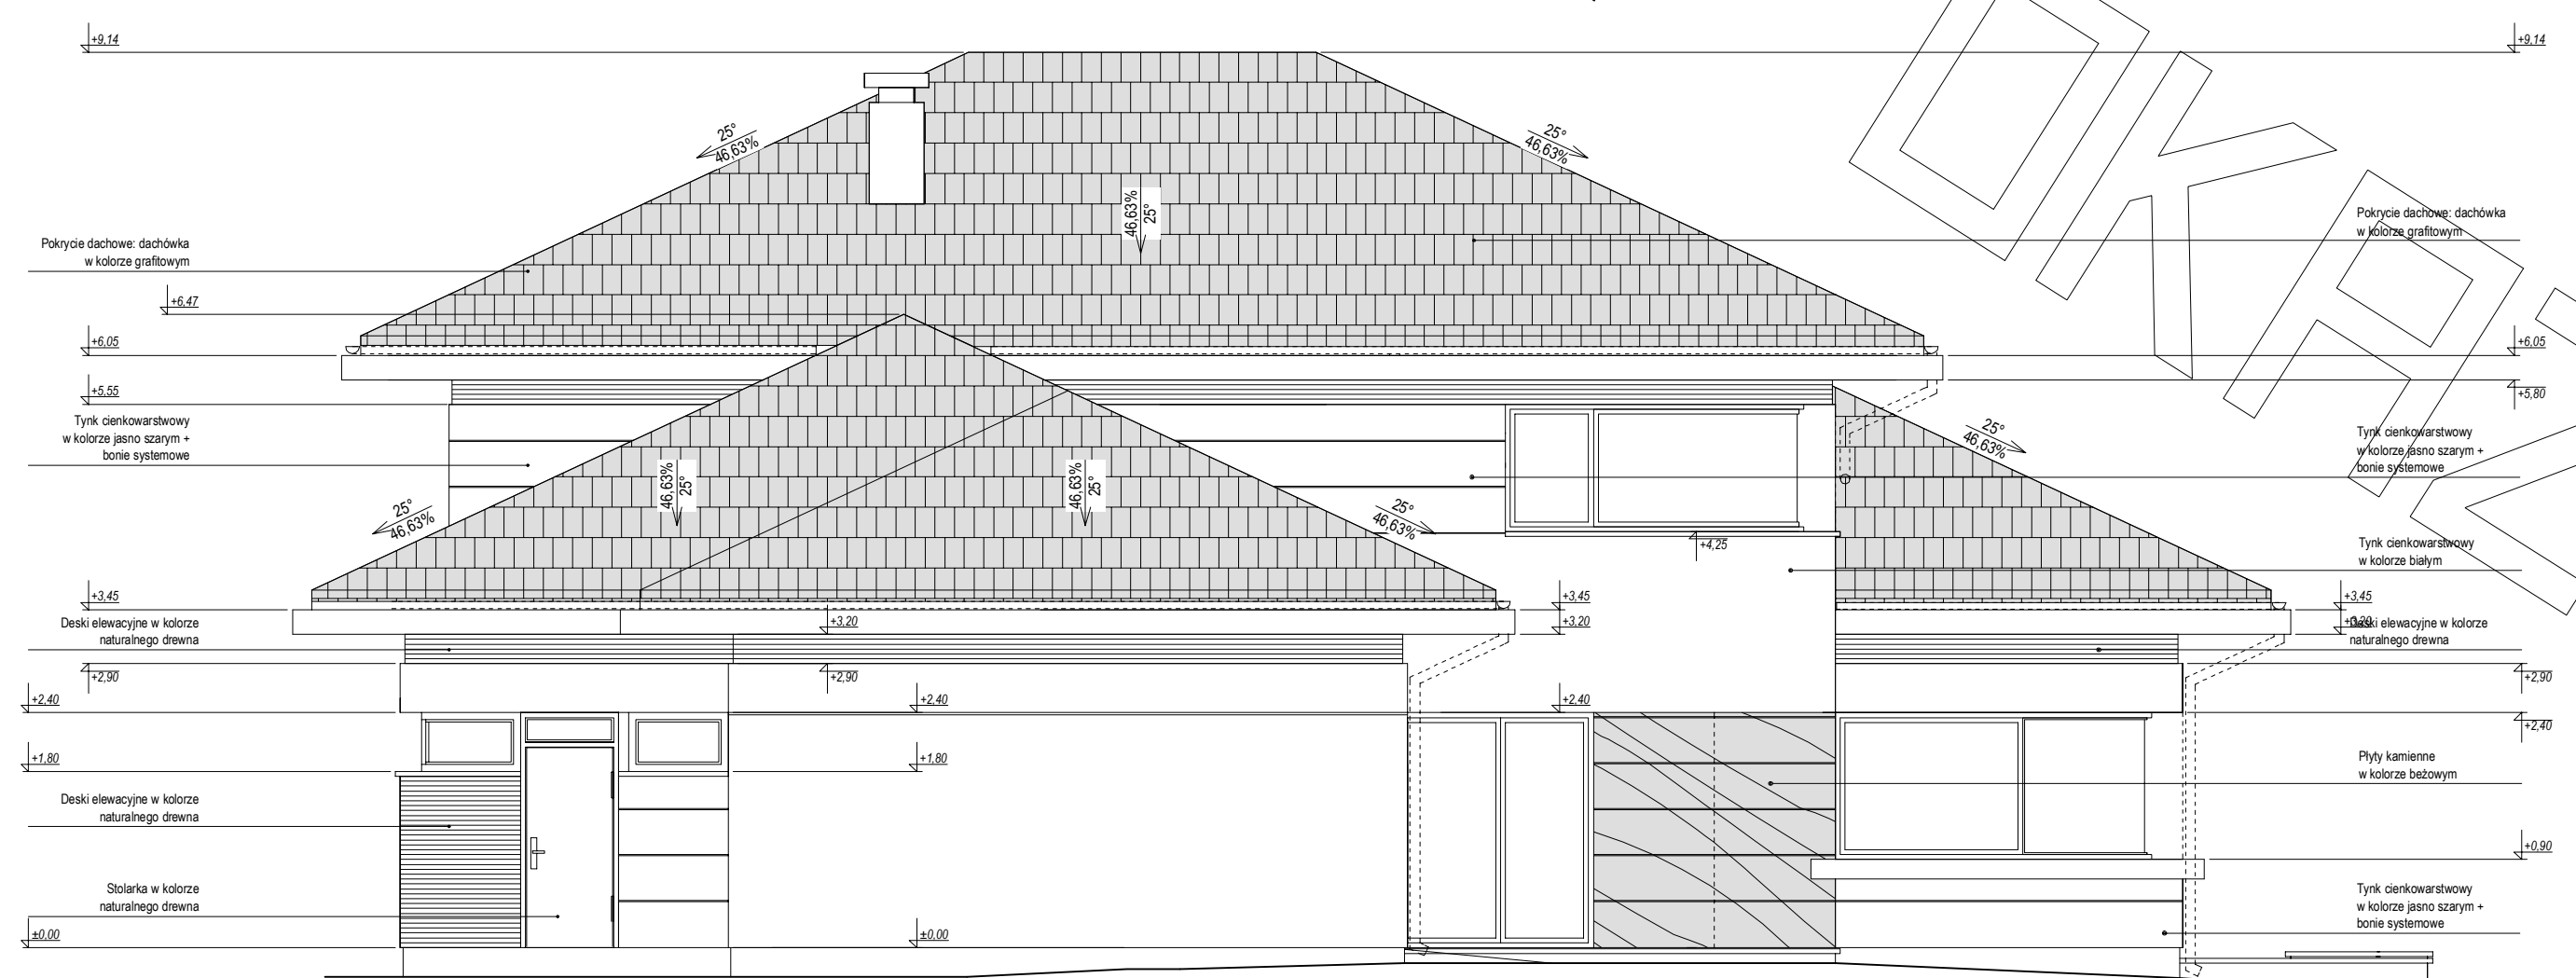 +9,14
+9,14
25°
46,63%
25°
46,63%
46,63%
25°
Pokrycie dachowe: dachówka
w kolorze grafitowym
Pokrycie dachowe: dachówka
w kolorze grafitowym
+6,47
+6,05
+6,05
+5,55
+5,80
Tynk cienkowarstwowy
w kolorze jasno szarym +
bonie systemowe
25°
46,63%
Tynk cienkowarstwowy
w kolorze jasno szarym +
bonie systemowe
46,63%
25°
46,63%
25°
25°
46,63%
25°
46,63%
+4,25
Tynk cienkowarstwowy
w kolorze białym
+3,45
+3,45
+3,45
Deski elewacyjne w kolorze
naturalnego drewna
+3,20
+3,20
+3,20
Deski elewacyjne w kolorze
naturalnego drewna
+2,90
+2,90
+2,90
+2,40
+2,40
+2,40
+2,40
+1,80
+1,80
Płyty kamienne
w kolorze beżowym
Deski elewacyjne w kolorze
naturalnego drewna
+0,90
Stolarka w kolorze
naturalnego drewna
Tynk cienkowarstwowy
w kolorze jasno szarym +
bonie systemowe
±0,00
±0,00